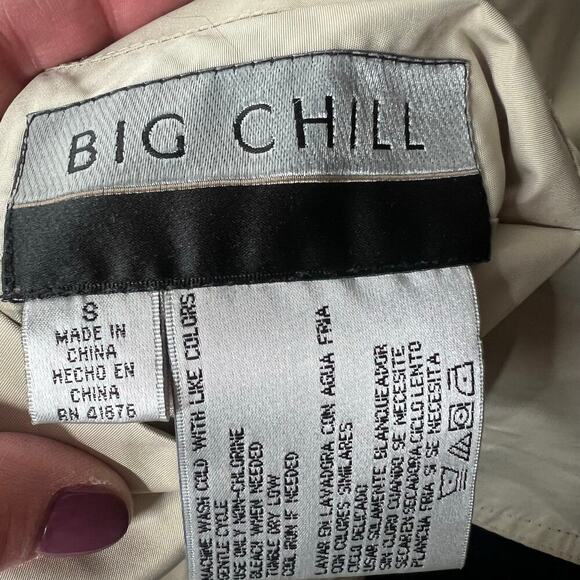 BIG CHILL
S
MADE IN
CHINA
HECHO EN
CHINA
RN 41876
MACHINE WASH COLD WITH LIKE COLORS
GENTLE CYCLE
USE ONLY NON-CHLORINE
BLEACH WHEN NEEDED
TUMBLE DRY LOW
COOL IRON IF NEEDED
LAVAR EN LAVADORA CON AGUA FRIA
CON COLORES SIMILARES
CICLO DELICADO
USAR SOLAMENTE BLANQUEADOR
SIN CLORO CUANDO SE NECESITE
SECAR EN SECADORA CICLO LENTO
PLANCHA FRIA SI SE NECESITA